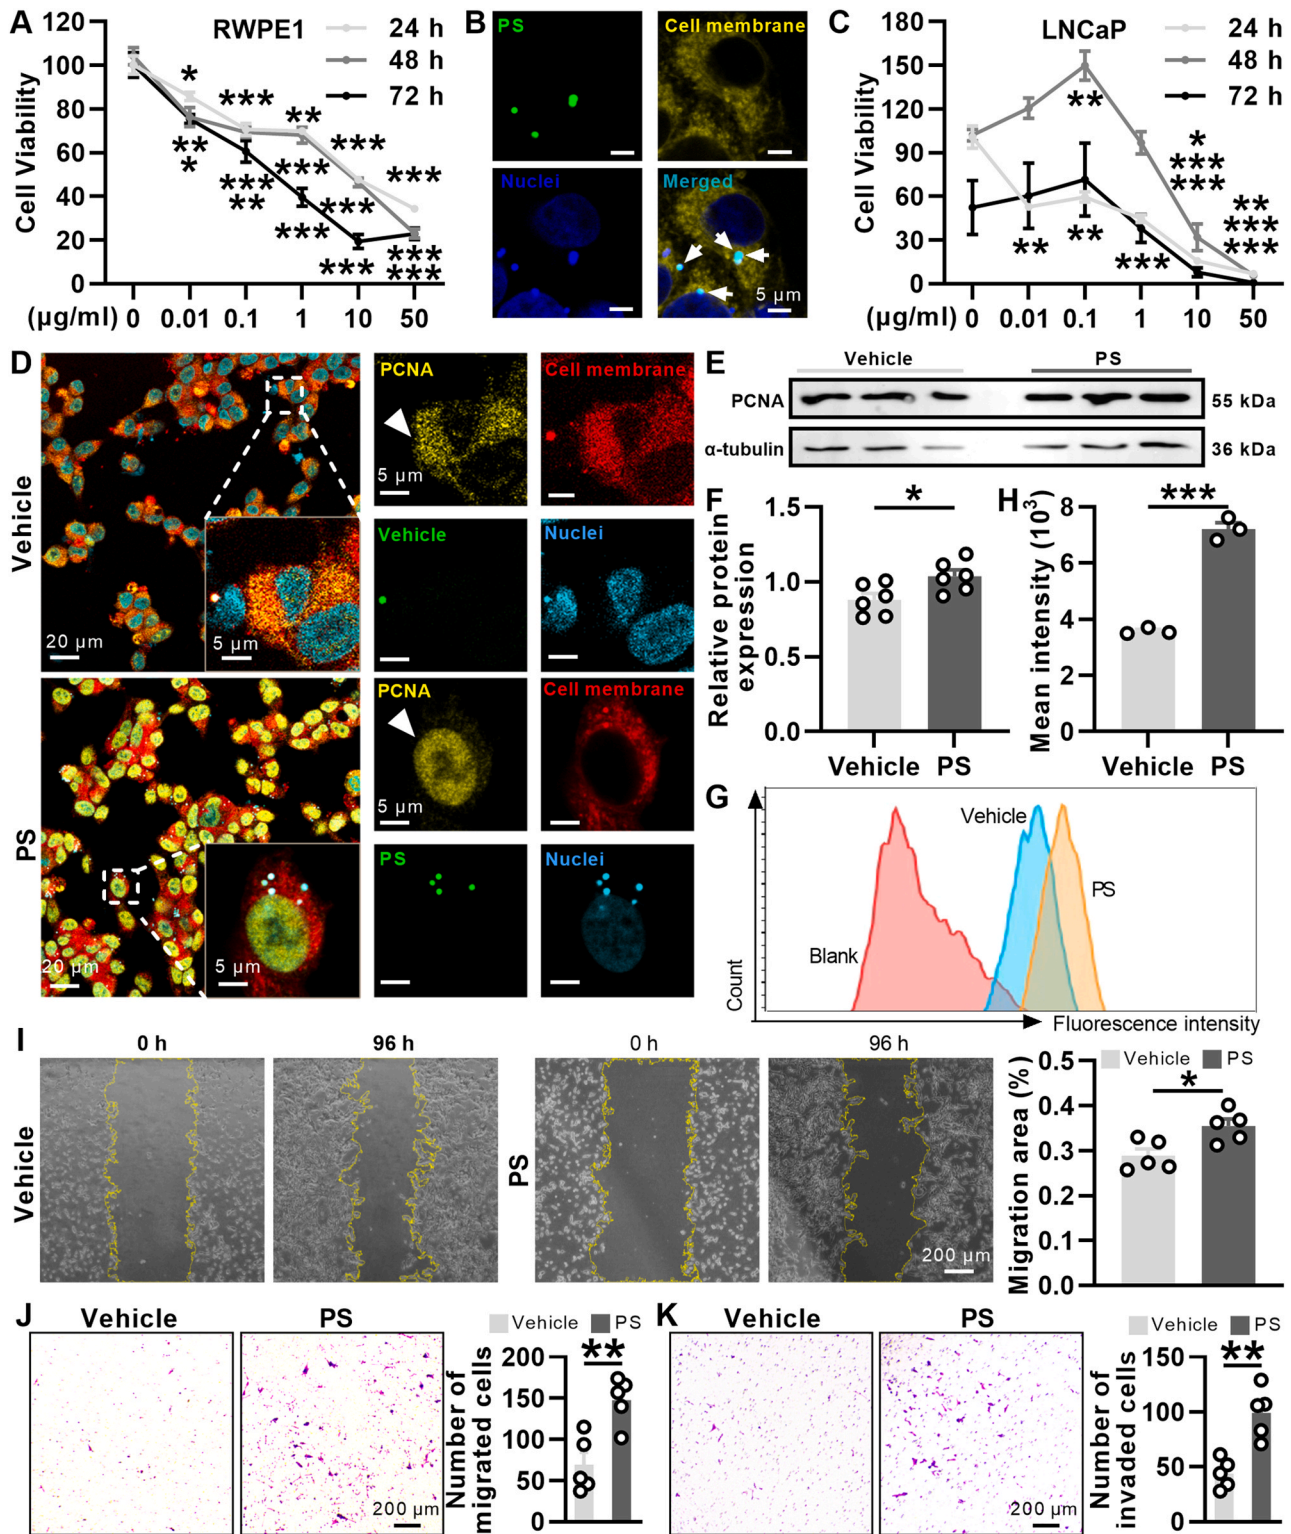 A
RWPE1
24 h
48 h
72 h
Cell Viability
120
100
80
60
40
20
0
*
***
**
***
***
**
*
***
**
***
***
***
***
***
***
(μg/ml) 0 0.01 0.1 1 10 50
B
PS
Cell membrane
Nuclei
Merged
5 μm
C
LNCaP
24 h
48 h
72 h
Cell Viability
180
150
120
90
60
30
0
**
*
***
***
**
***
***
**
**
***
(μg/ml) 0 0.01 0.1 1 10 50
D
Vehicle
20 μm
5 μm
PCNA
5 μm
Cell membrane
Vehicle
Nuclei
PS
20 μm
5 μm
PCNA
5 μm
Cell membrane
PS
Nuclei
E
Vehicle PS
PCNA 55 kDa
α-tubulin 36 kDa
F
Relative protein
expression
1.5
1.0
0.5
0.0
*
Vehicle PS
H
Mean intensity (10³)
8
6
4
2
0
***
Vehicle PS
G
Count
Blank
Vehicle
PS
Fluorescence intensity
I
0 h 96 h 0 h 96 h
Vehicle
PS
200 μm
Migration area (%)
0.5
0.4
0.3
0.2
0.1
0.0
Vehicle PS
*
J
Vehicle PS
200 μm
Number of
migrated cells
200
150
100
50
0
Vehicle PS
**
K
Vehicle PS
200 μm
Number of
invaded cells
150
100
50
0
Vehicle PS
**